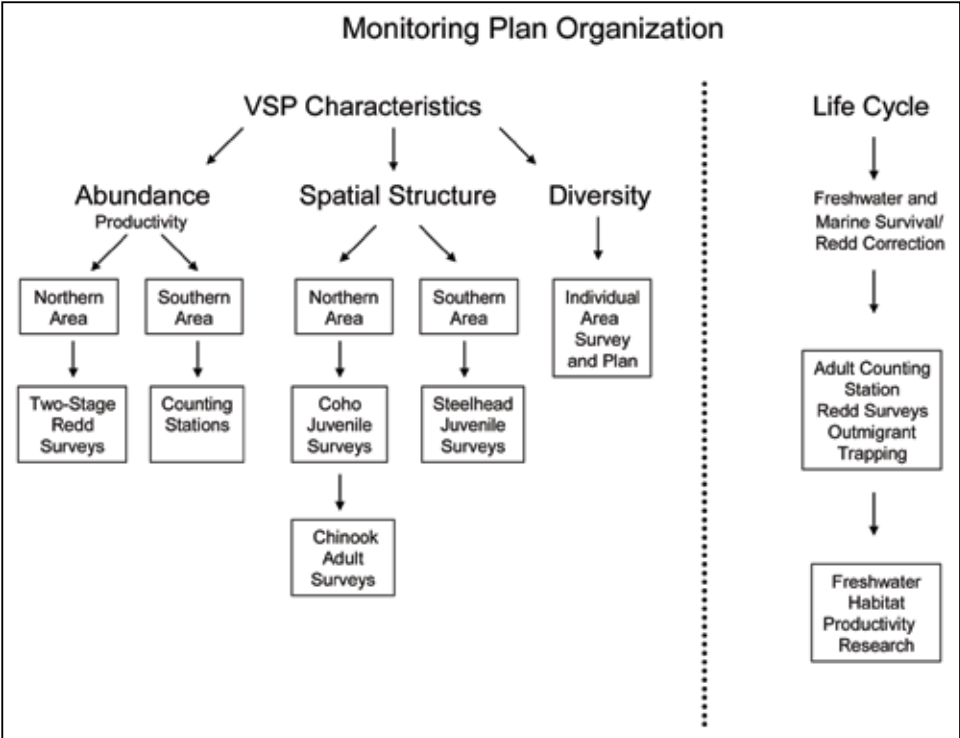 Monitoring Plan Organization
VSP Characteristics
Abundance
Productivity
Northern
Area
Two-Stage
Redd
Surveys
Southern
Area
Counting
Stations
Spatial Structure
Northern
Area
Coho
Juvenile
Surveys
Chinook
Adult
Surveys
Southern
Area
Steelhead
Juvenile
Surveys
Diversity
Individual
Area
Survey
and Plan
Life Cycle
Freshwater and
Marine Survival/
Redd Correction
Adult Counting
Station
Redd Surveys
Outmigrant
Trapping
Freshwater
Habitat
Productivity
Research